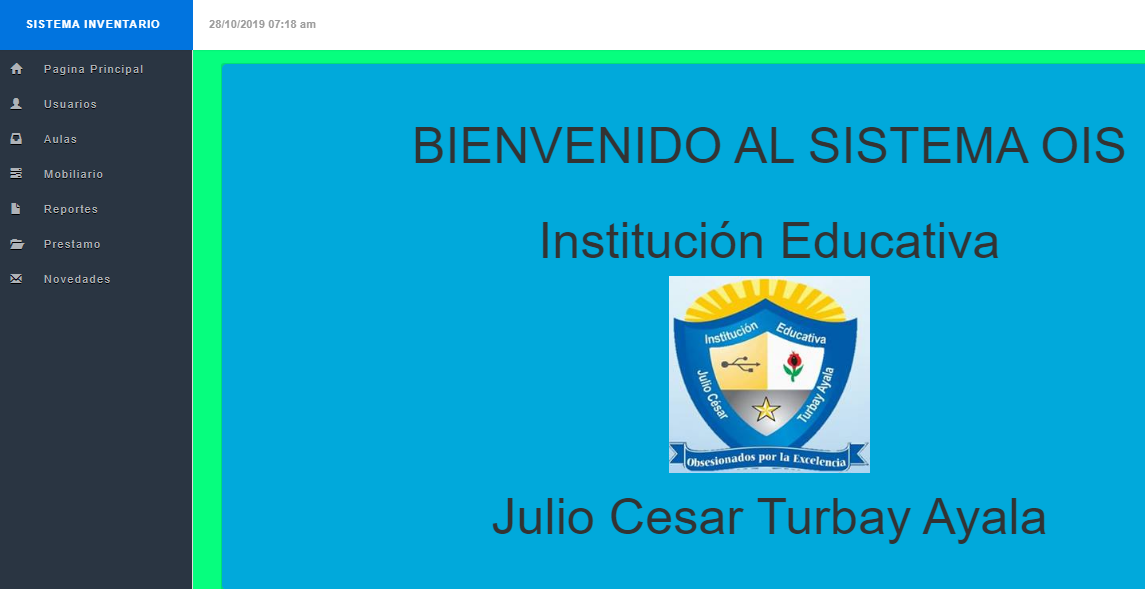 SISTEMA INVENTARIO
28/10/2019 07:18 am
Pagina Principal
Usuarios
Aulas
Mobiliario
Reportes
Prestamo
Novedades
BIENVENIDO AL SISTEMA OIS
Institución Educativa
Institución Educativa
Julio César Turbay Ayala
Obsesionados por la Excelencia
Julio Cesar Turbay Ayala